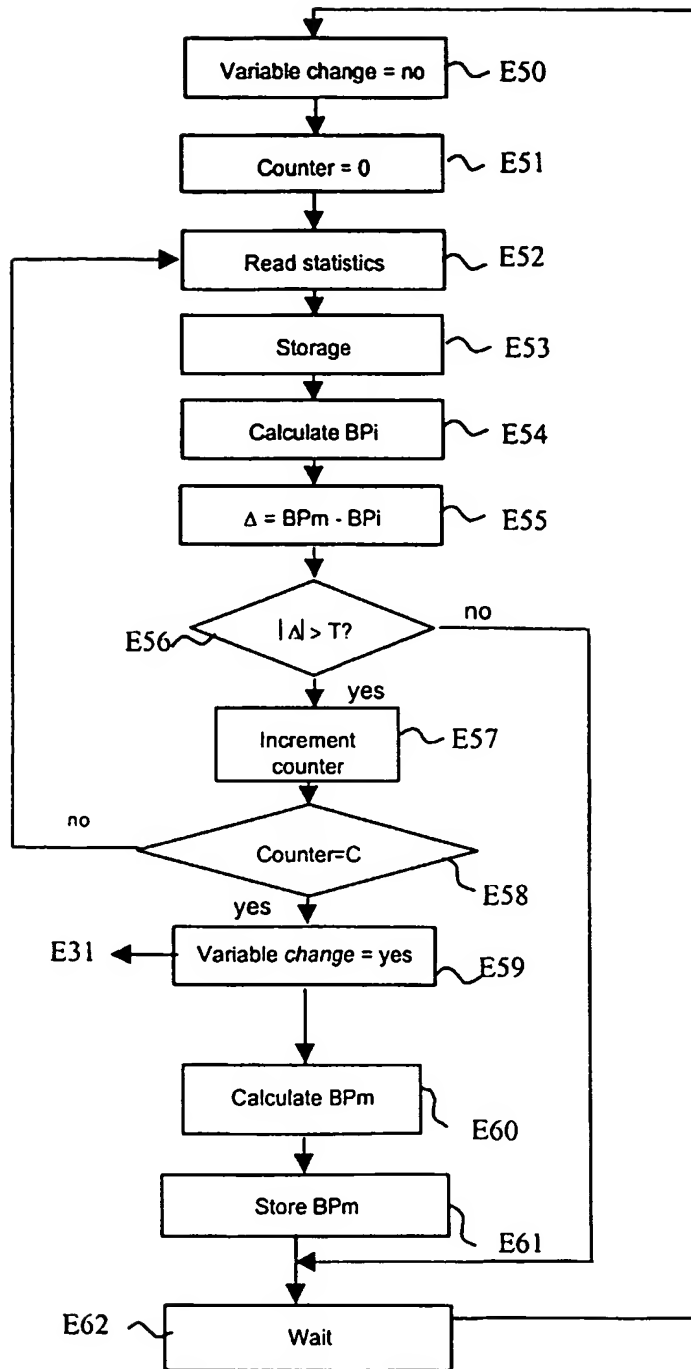 Variable change = no
E50
Counter = 0
E51
Read statistics
E52
Storage
E53
Calculate BPi
E54
Δ = BPm - BPi
E55
|Δ| > T?
no
E56
yes
Increment
counter
E57
no
Counter=C
E58
yes
E31
Variable change = yes
E59
Calculate BPm
E60
Store BPm
E61
E62
Wait